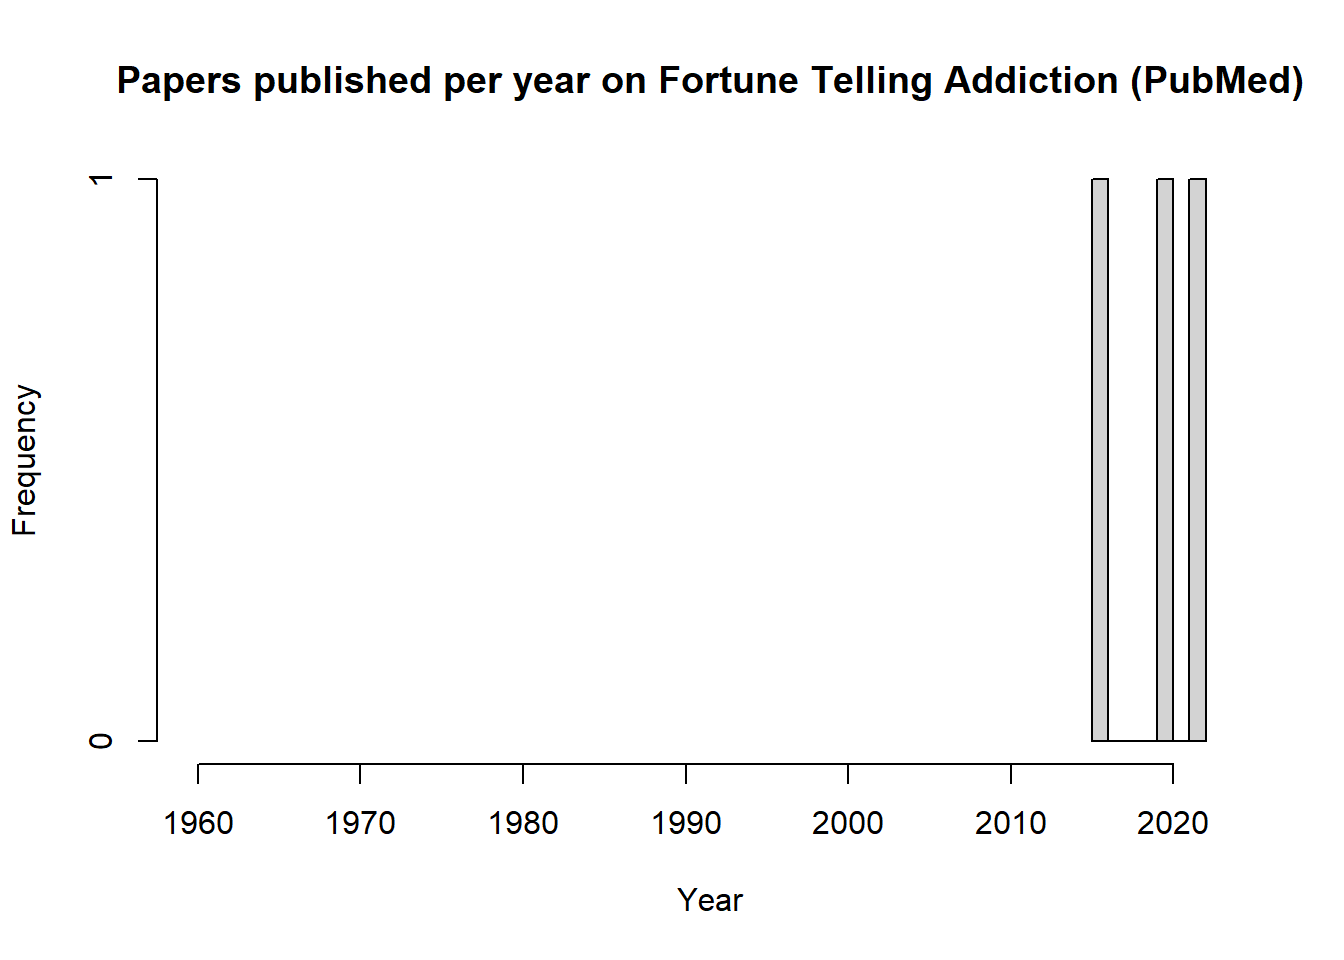 Papers published per year on Fortune Telling Addiction (PubMed)
1
0
Frequency
1960 1970 1980 1990 2000 2010 2020
Year